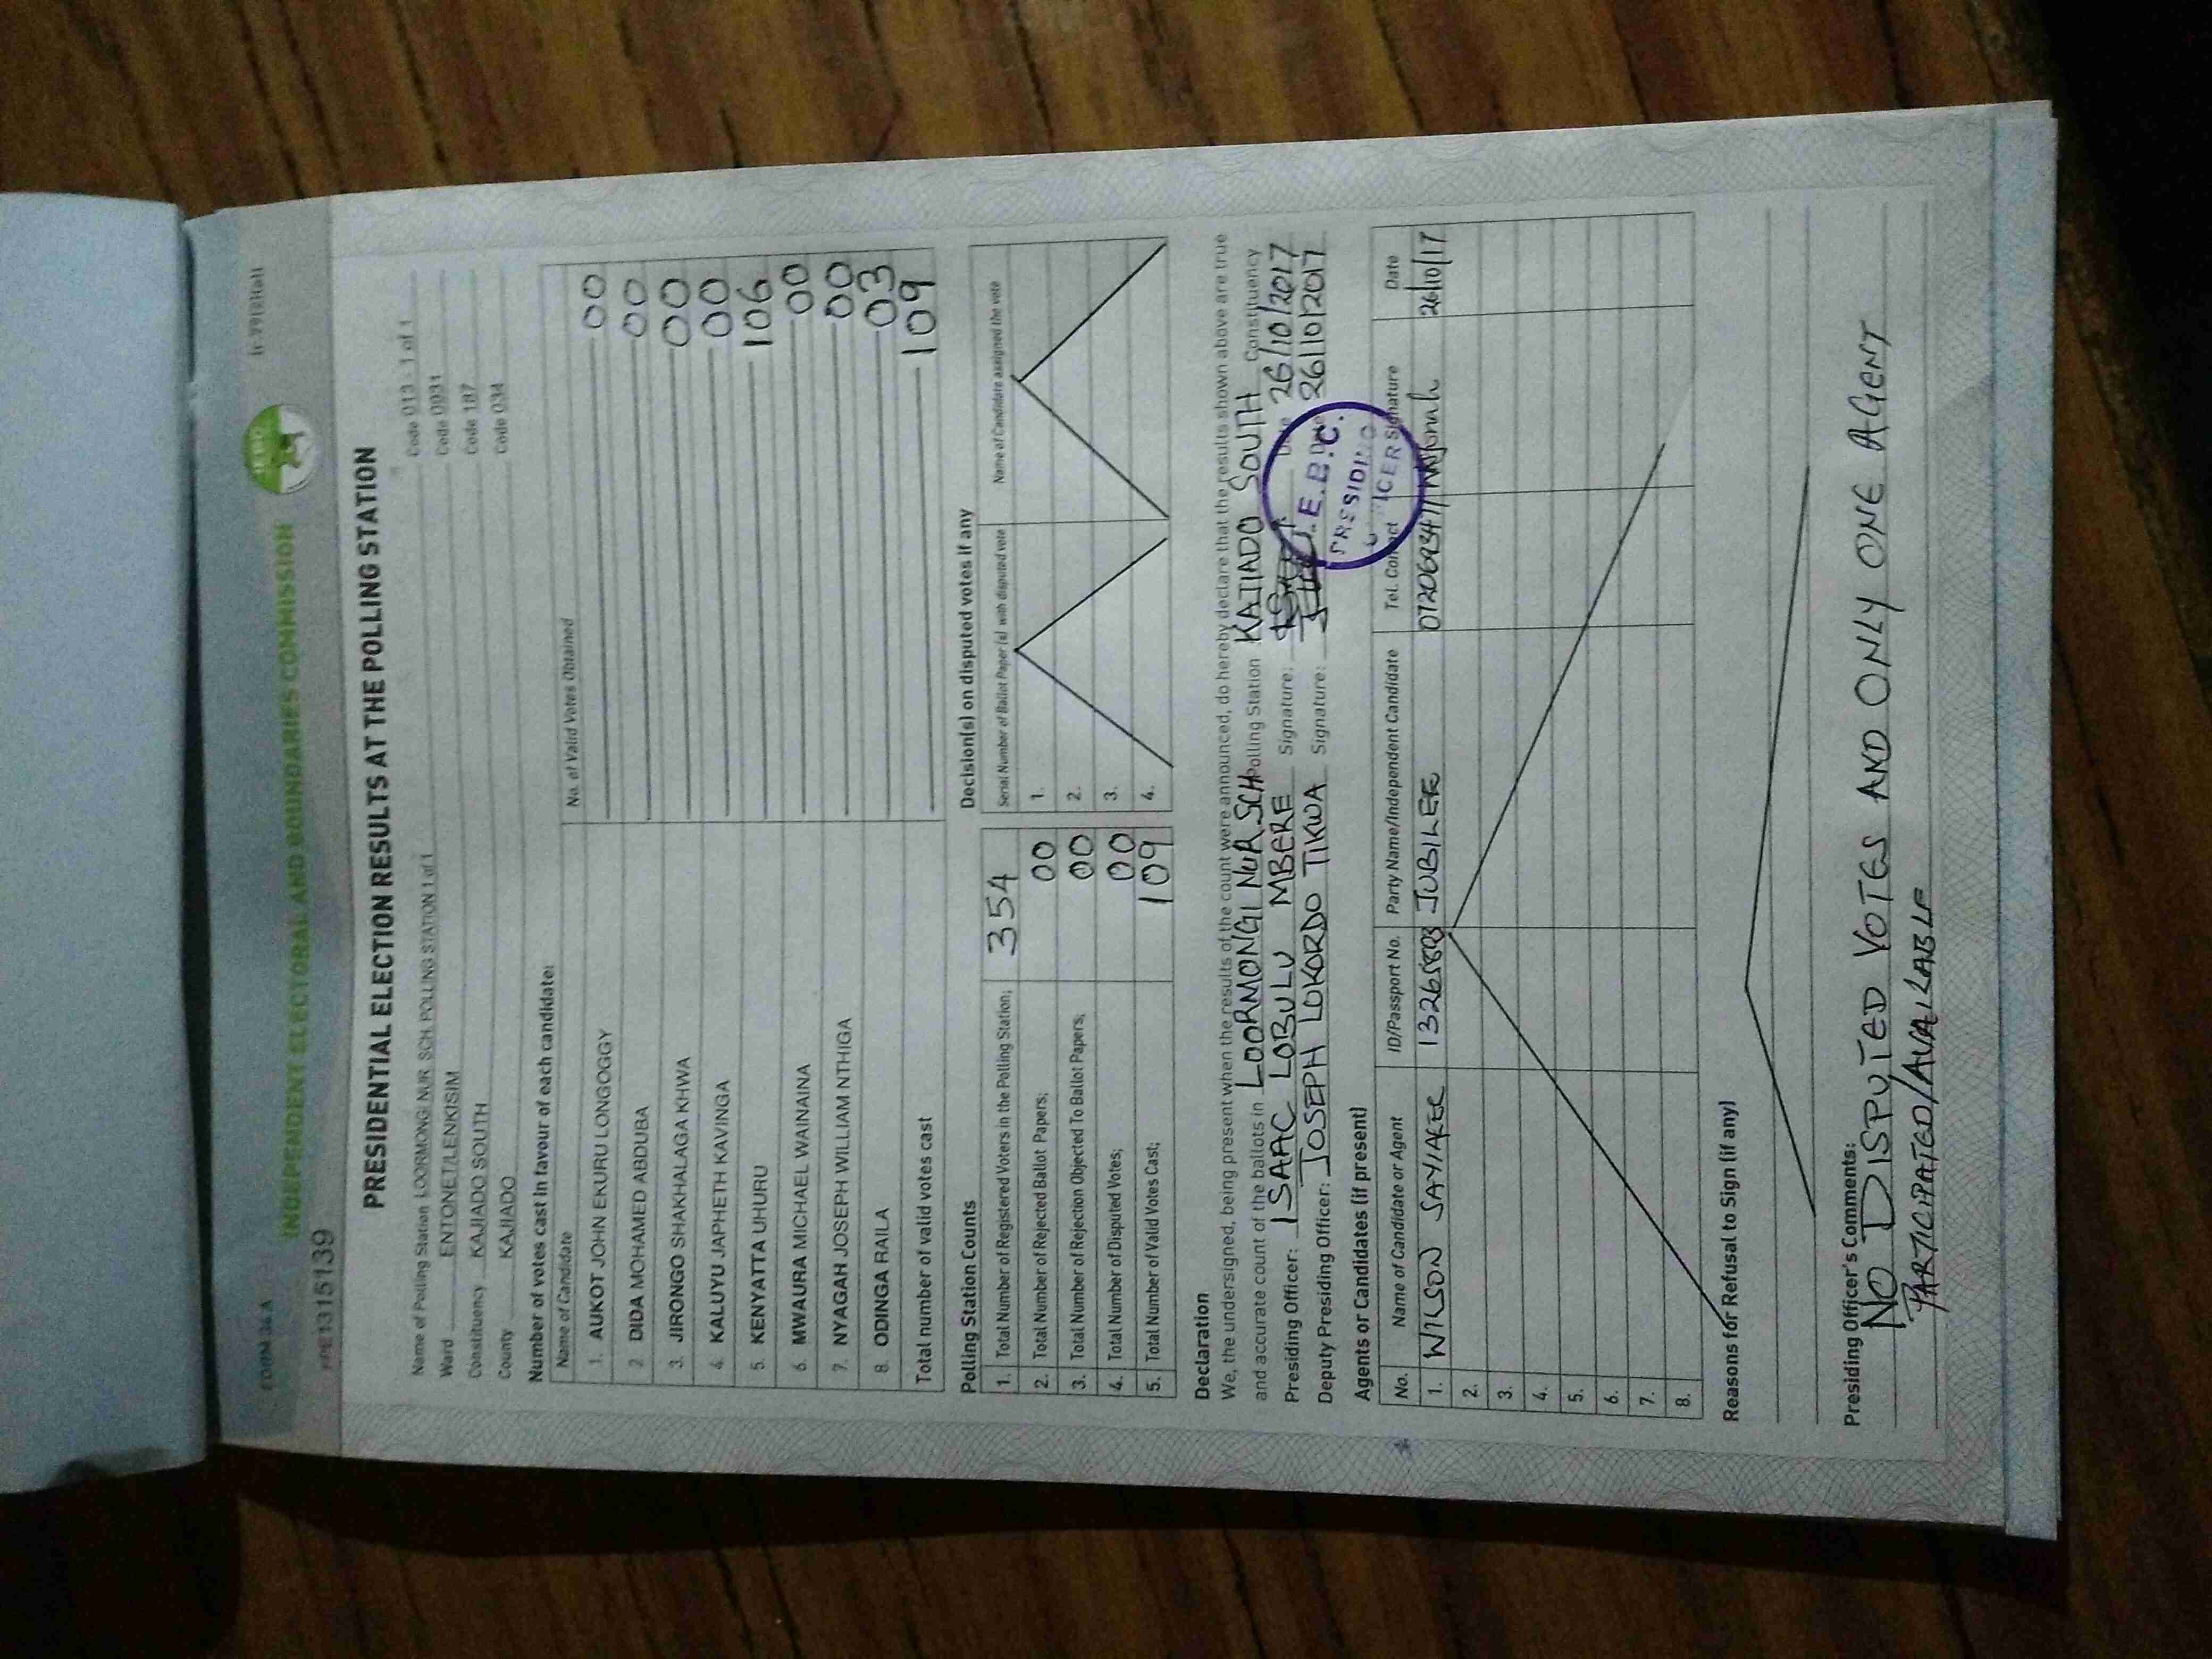 FORM 34 A
INDEPENDENT ELECTORAL AND BOUNDARIES COMMISSION
PRESIDENTIAL ELECTION RESULTS AT THE POLLING STATION
Name of Polling Station LOORMONGI NUR. SCH. POLLING STATION 1 of 1 Code 013 - 1 of 1
Ward ENTONET/LENKISIM Code 0931
Constituency KAJIADO SOUTH Code 187
County KAJIADO Code 034
Number of votes cast in favour of each candidate:
Name of Candidate No. of Valid Votes Obtained
1. AUKOT JOHN EKURU LONGOGGY 00
2. DIDA MOHAMED ABDUBA 00
3. JIRONGO SHAKHALAGA KHWA 00
4. KALUYU JAPHETH KAVINGA 00
5. KENYATTA UHURU 106
6. MWAURA MICHAEL WAINAINA 00
7. NYAGAH JOSEPH WILLIAM NTHIGA 00
8. ODINGA RAILA 03
Total number of valid votes cast 109
Polling Station Counts
1. Total Number of Registered Voters in the Polling Station; 354
2. Total Number of Rejected Ballot Papers; 00
3. Total Number of Rejection Objected To Ballot Papers; 00
4. Total Number of Disputed Votes; 00
5. Total Number of Valid Votes Cast; 109
Decision(s) on disputed votes if any
Serial Number of Ballot Paper (s) with disputed vote Name of Candidate assigned the vote
1.
2.
3.
4.
Declaration
We, the undersigned, being present when the results of the count were announced, do hereby declare that the results shown above are true
and accurate count of the ballots in LOORMONGI NUR SCH Polling Station KAJIADO SOUTH Constituency
Presiding Officer: ISAAC LOBULU MBERE Signature: Date 26/10/2017
Deputy Presiding Officer: JOSEPH LOKORDO TIKWA Signature: Date 26/10/2017
I.E.B.C.
PRESIDING
OFFICER
Agents or Candidates (if present)
No. Name of Candidate or Agent ID/Passport No. Party Name/Independent Candidate Tel. Contact Signature Date
1. WILSON JUBILEE 26/10/17
2.
3.
4.
5.
6.
7.
8.
Reasons for Refusal to Sign (if any)
Presiding Officer's Comments:
NO DISPUTED VOTES AND ONLY ONE AGENT
PARTICIPATED/AVAILABLE